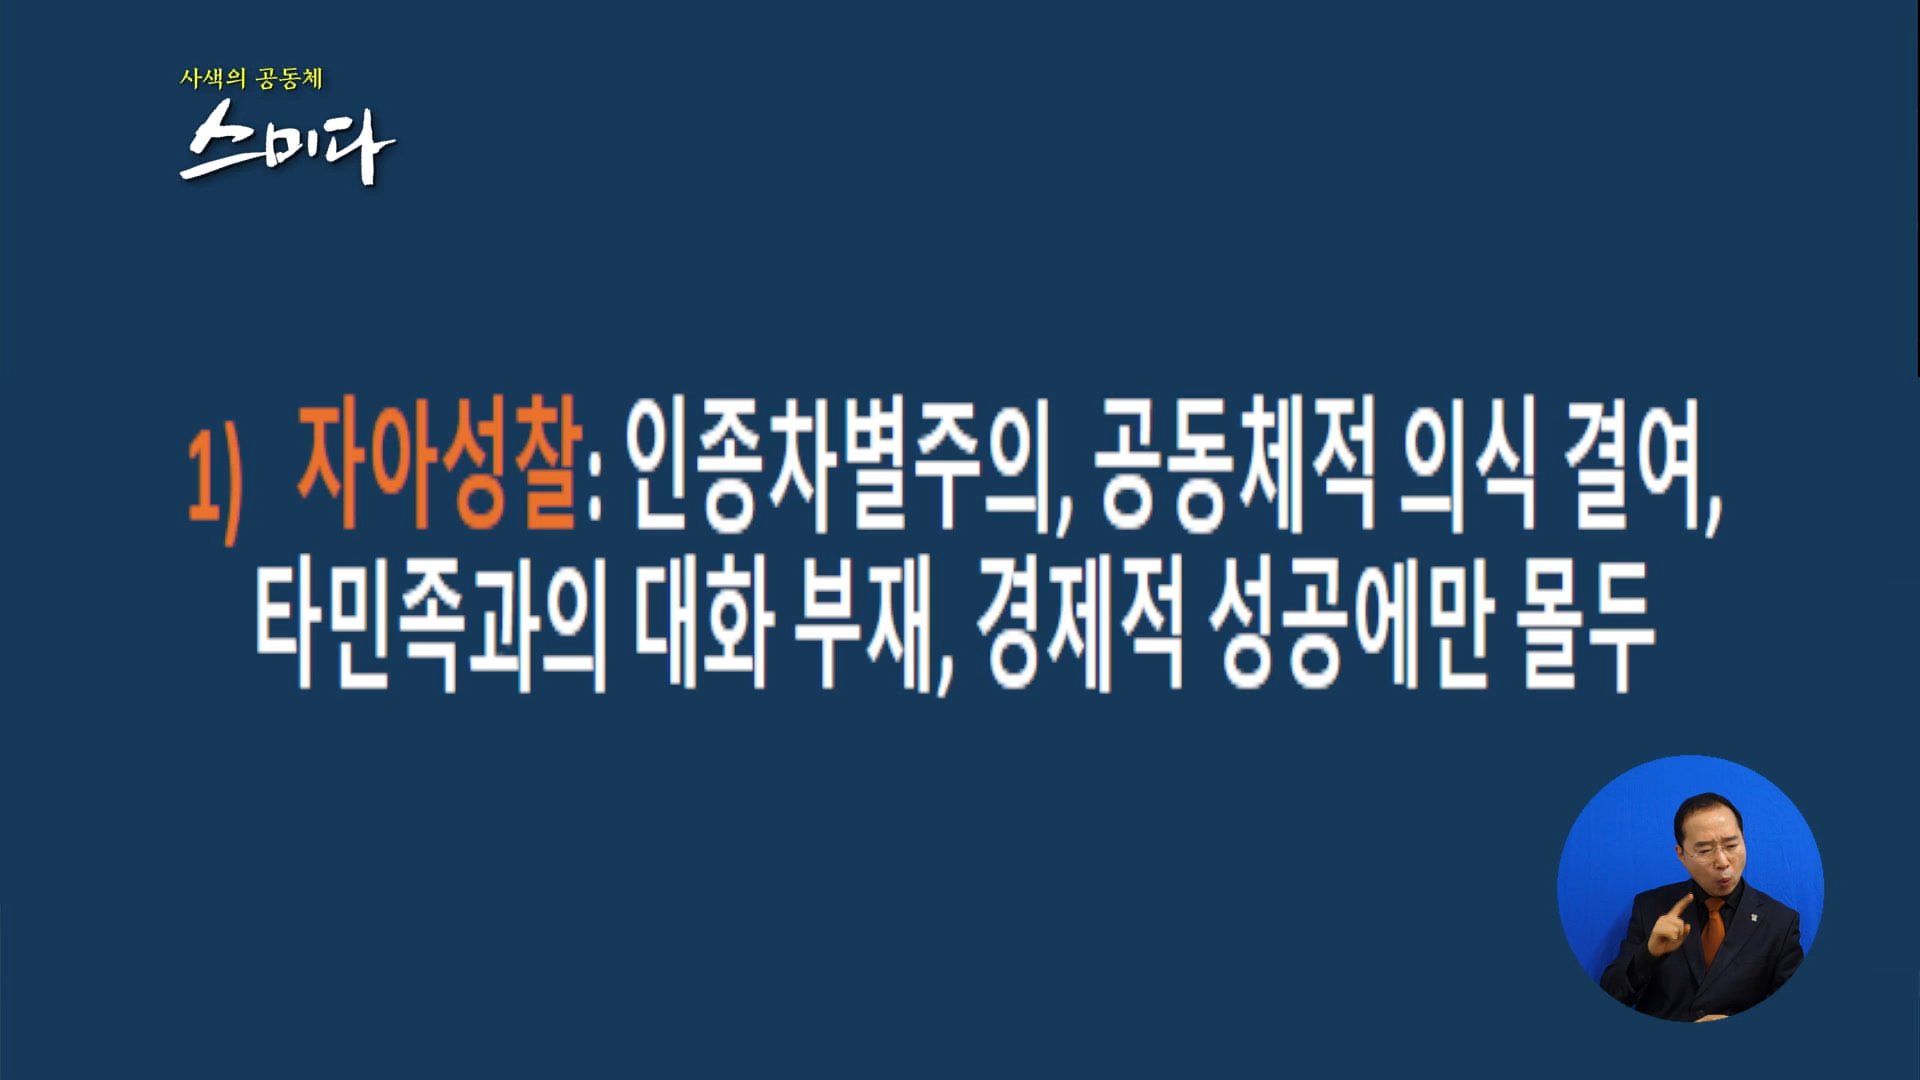 사색의 공동체
스미다
1) 자아성찰: 인종차별주의, 공동체적 의식 결여,
타민족과의 대화 부재, 경제적 성공에만 몰두